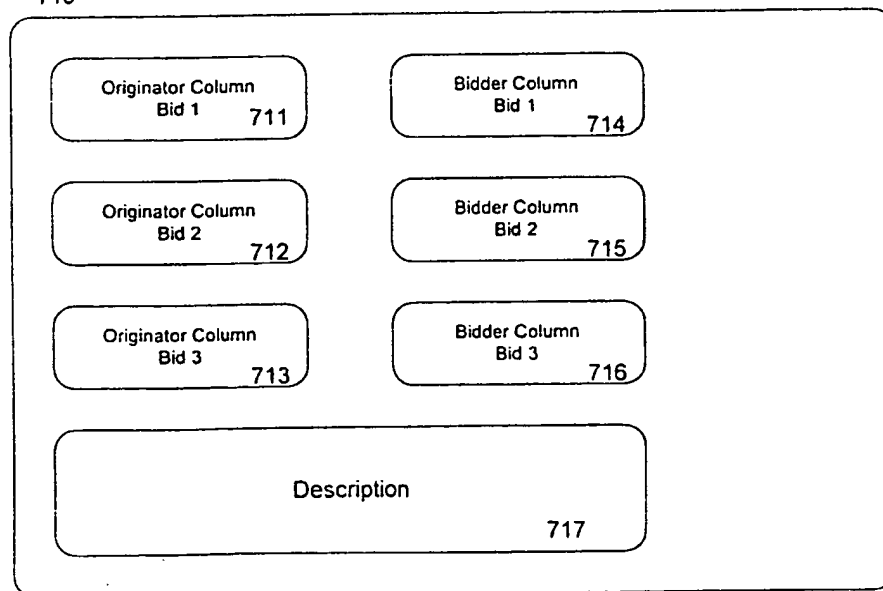 Originator Column
Bid 1
711
Bidder Column
Bid 1
714
Originator Column
Bid 2
712
Bidder Column
Bid 2
715
Originator Column
Bid 3
713
Bidder Column
Bid 3
716
Description
717